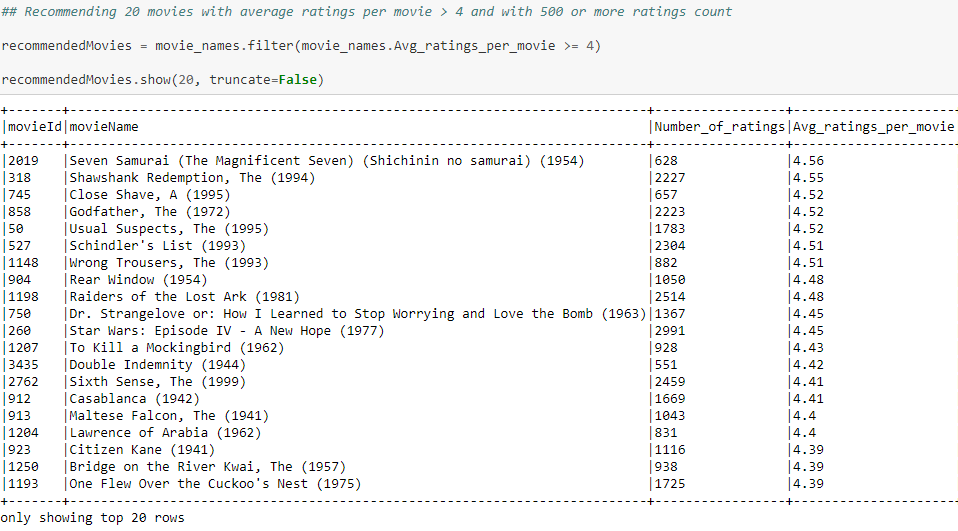 ## Recommending 20 movies with average ratings per movie > 4 and with 500 or more ratings count
recommendedMovies = movie_names.filter(movie_names.Avg_ratings_per_movie >= 4)
recommendedMovies.show(20, truncate=False)
+-------+--------------------------------------------------------------------+-----------------+---------------------
|movieId|movieName                                                           |Number_of_ratings|Avg_ratings_per_movie
+-------+--------------------------------------------------------------------+-----------------+---------------------
|2019   |Seven Samurai (The Magnificent Seven) (Shichinin no samurai) (1954) |628              |4.56
|318    |Shawshank Redemption, The (1994)                                    |2227             |4.55
|745    |Close Shave, A (1995)                                               |657              |4.52
|858    |Godfather, The (1972)                                               |2223             |4.52
|50     |Usual Suspects, The (1995)                                          |1783             |4.52
|527    |Schindler's List (1993)                                             |2304             |4.51
|1148   |Wrong Trousers, The (1993)                                          |882              |4.51
|904    |Rear Window (1954)                                                  |1050             |4.48
|1198   |Raiders of the Lost Ark (1981)                                      |2514             |4.48
|750    |Dr. Strangelove or: How I Learned to Stop Worrying and Love the Bomb (1963)|1367             |4.45
|260    |Star Wars: Episode IV - A New Hope (1977)                           |2991             |4.45
|1207   |To Kill a Mockingbird (1962)                                        |928              |4.43
|3435   |Double Indemnity (1944)                                             |551              |4.42
|2762   |Sixth Sense, The (1999)                                             |2459             |4.41
|912    |Casablanca (1942)                                                   |1669             |4.41
|913    |Maltese Falcon, The (1941)                                          |1043             |4.4
|1204   |Lawrence of Arabia (1962)                                           |831              |4.4
|923    |Citizen Kane (1941)                                                 |1116             |4.39
|1250   |Bridge on the River Kwai, The (1957)                                |938              |4.39
|1193   |One Flew Over the Cuckoo's Nest (1975)                              |1725             |4.39
+-------+--------------------------------------------------------------------+-----------------+---------------------
only showing top 20 rows